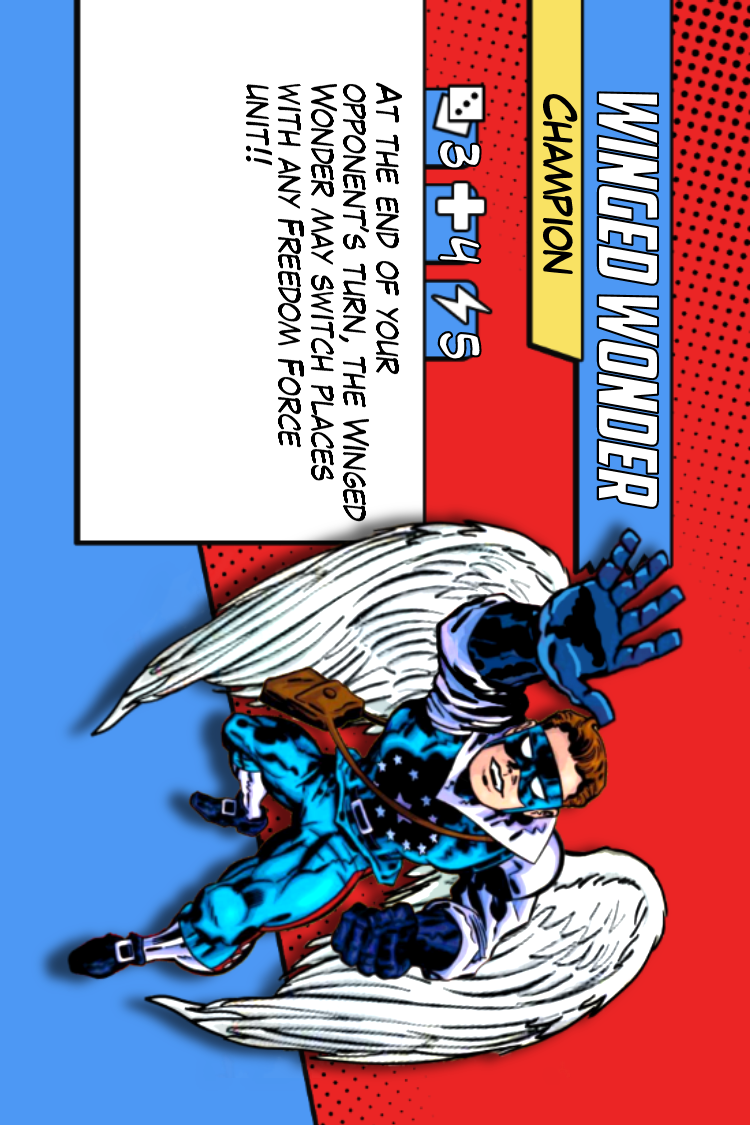 WINGED WONDER
CHAMPION
3 4 5
AT THE END OF YOUR
OPPONENT'S TURN, THE WINGED
WONDER MAY SWITCH PLACES
WITH ANY FREEDOM FORCE
UNIT!!